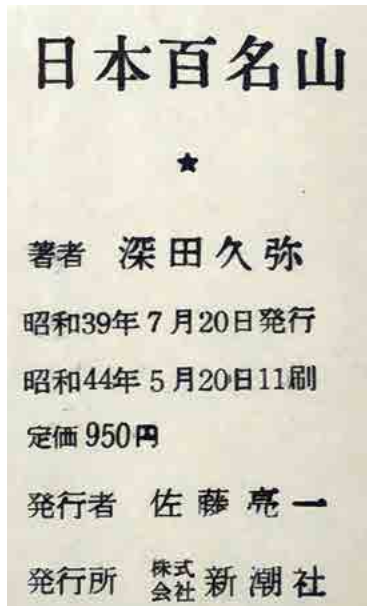 日本百名山
★
著者 深田久弥
昭和39年7月20日発行
昭和44年5月20日11刷
定価950円
発行者 佐藤亮一
発行所 株式会社 新潮社